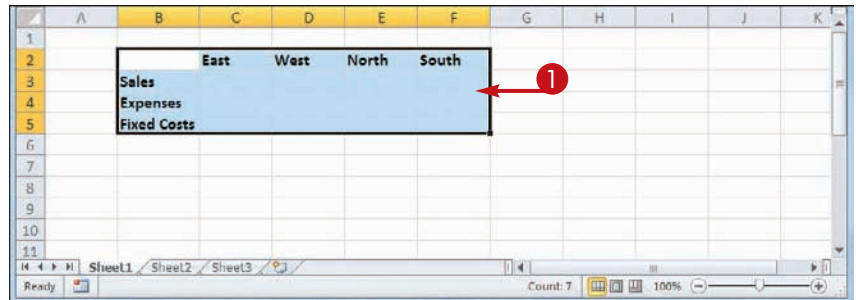 A B C D E F G H I J K
1
2 East West North South
3 Sales 1
4 Expenses
5 Fixed Costs
6
7
8
9
10
11
Sheet1 Sheet2 Sheet3
Ready Count: 7 100%